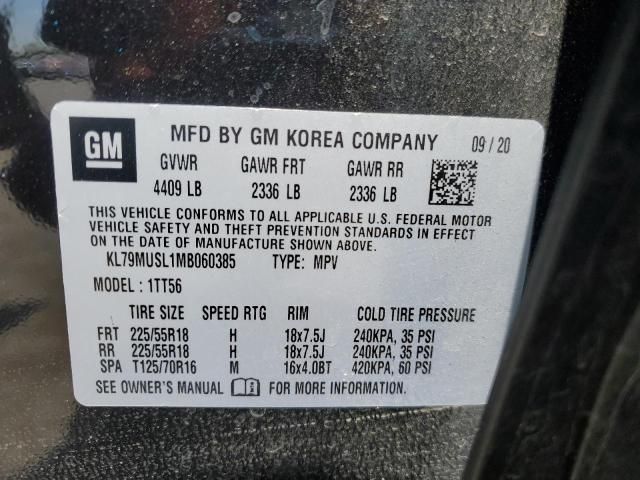 GM MFD BY GM KOREA COMPANY 09/20
GVWR GAWR FRT GAWR RR
4409 LB 2336 LB 2336 LB
THIS VEHICLE CONFORMS TO ALL APPLICABLE U.S. FEDERAL MOTOR
VEHICLE SAFETY AND THEFT PREVENTION STANDARDS IN EFFECT
ON THE DATE OF MANUFACTURE SHOWN ABOVE.
KL79MUSL1MB060385 TYPE: MPV
MODEL : 1TT56
TIRE SIZE SPEED RTG RIM COLD TIRE PRESSURE
FRT 225/55R18 H 18x7.5J 240KPA, 35 PSI
RR 225/55R18 H 18x7.5J 240KPA, 35 PSI
SPA T125/70R16 M 16x4.0BT 420KPA, 60 PSI
SEE OWNER'S MANUAL FOR MORE INFORMATION.